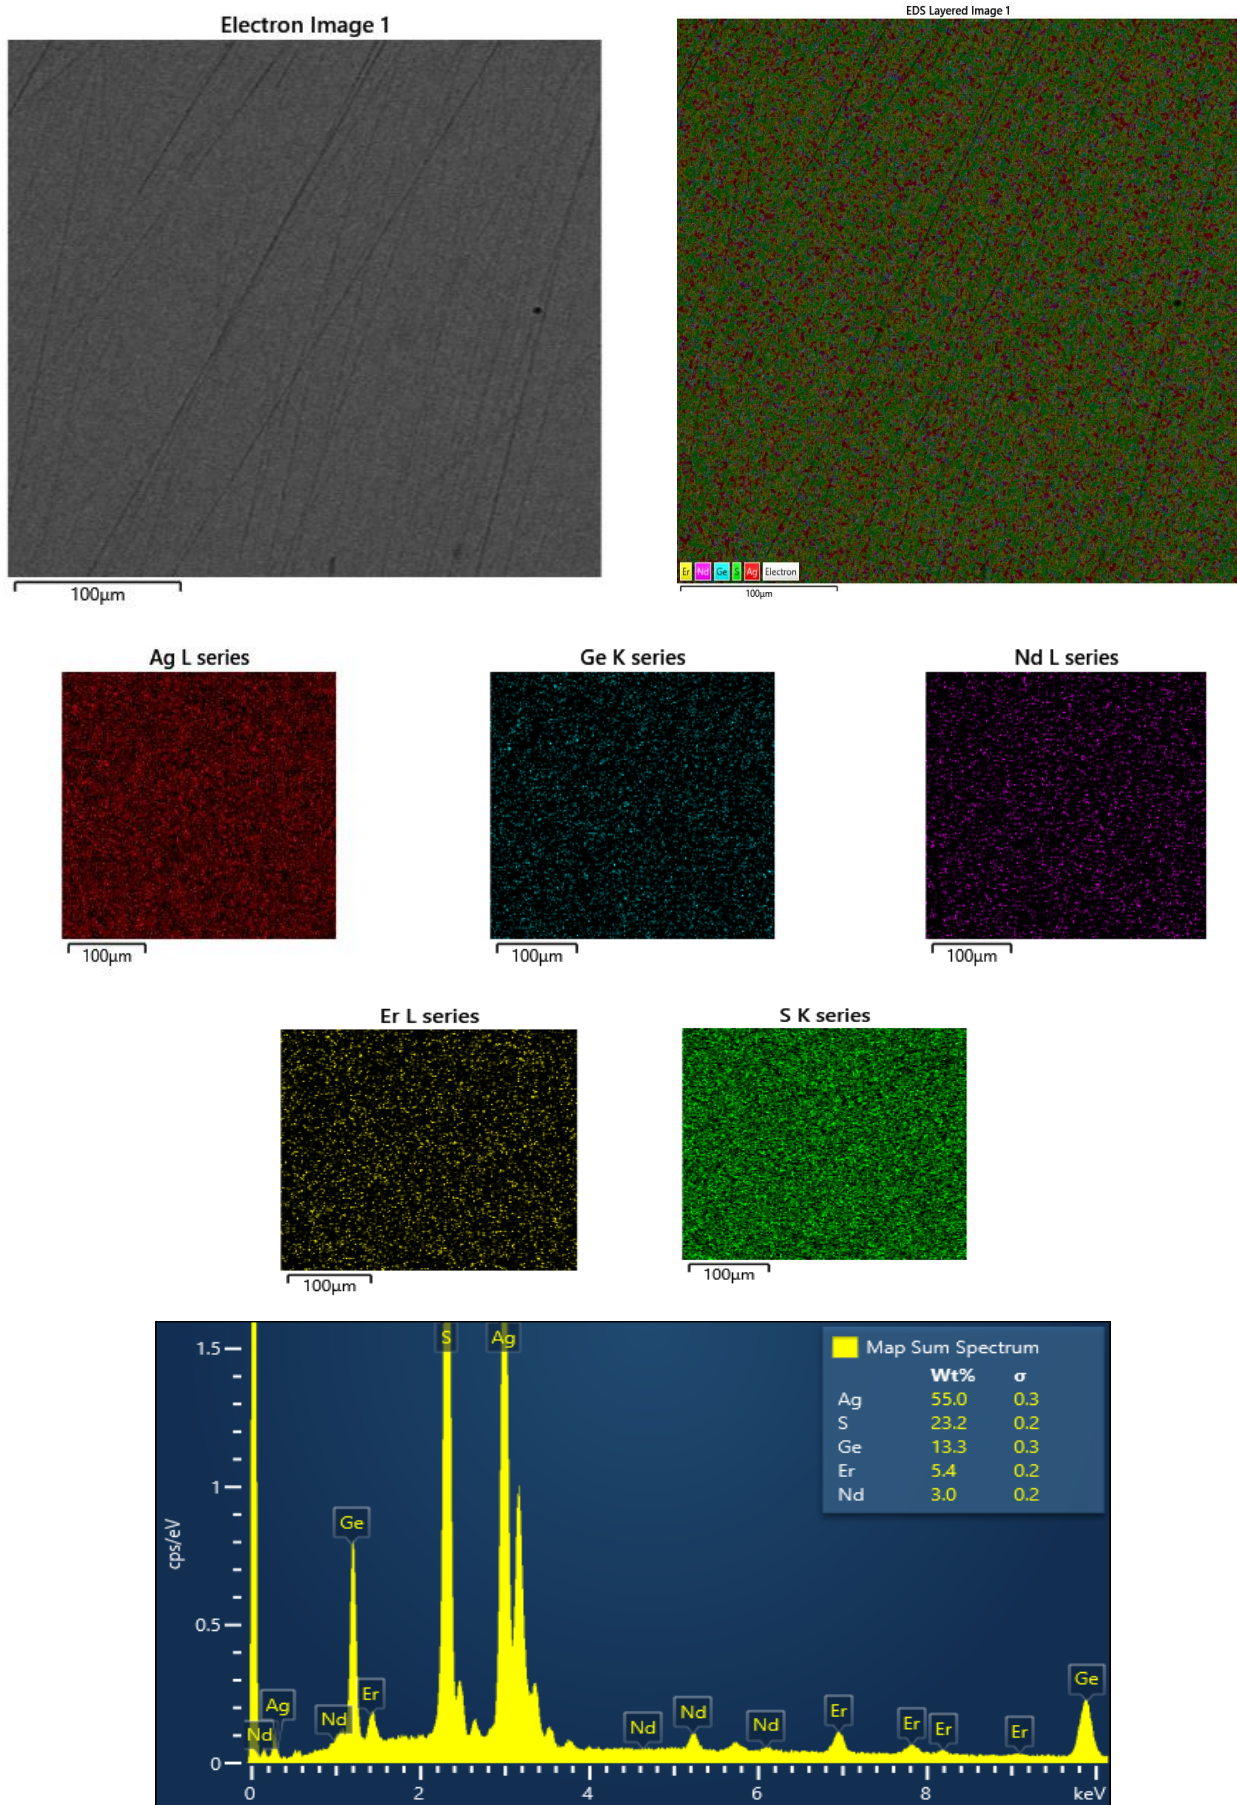 Electron Image 1
100µm
EDS Layered Image 1
Er Nd Ge S Ag Electron
100µm
Ag L series
100µm
Ge K series
100µm
Nd L series
100µm
Er L series
100µm
S K series
100µm
Map Sum Spectrum
Wt% σ
Ag 55.0 0.3
S 23.2 0.2
Ge 13.3 0.3
Er 5.4 0.2
Nd 3.0 0.2
cps/eV
1.5
1
0.5
0
S
Ag
Ge
Nd
Ag
Nd
Er
Nd
Nd
Nd
Er
Er
Er
Er
Ge
0 2 4 6 8 keV